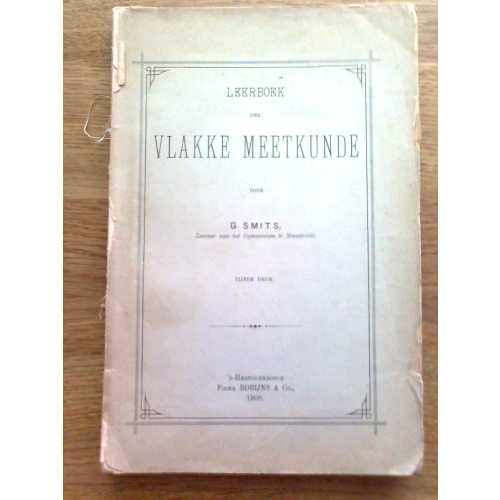 LEERBOEK
DER
VLAKKE MEETKUNDE
DOOR
G. SMITS,
Leeraar aan het Gymnasium te Maastricht.
VIJFDE DRUK.
'S-HERTOGENBOSCH
FIRMA ROBIJNS & Co.,
1908.